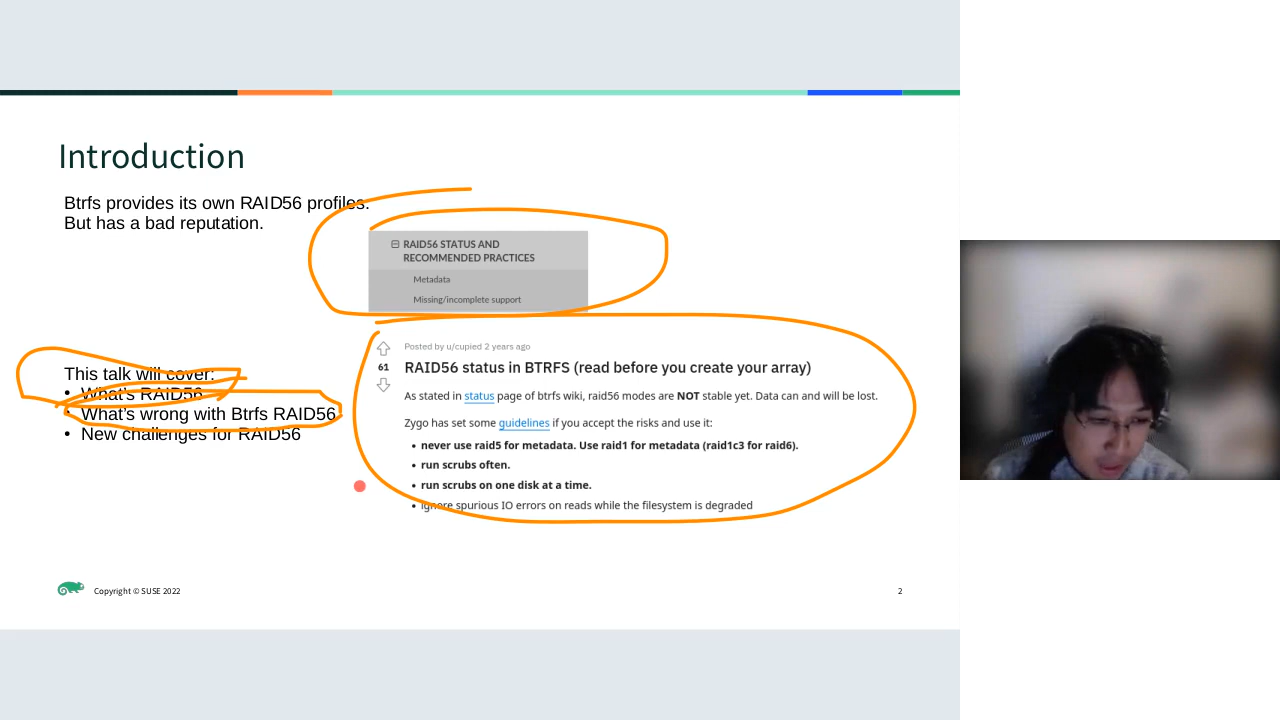 Introduction
Btrfs provides its own RAID56 profiles.
But has a bad reputation.
RAID56 STATUS AND
RECOMMENDED PRACTICES
Metadata
Missing/incomplete support
This talk will cover:
• What's RAID56
• What's wrong with Btrfs RAID56
• New challenges for RAID56
Posted by u/cupied 2 years ago
61
RAID56 status in BTRFS (read before you create your array)
As stated in status page of btrfs wiki, raid56 modes are NOT stable yet. Data can and will be lost.
Zygo has set some guidelines if you accept the risks and use it:
• never use raid5 for metadata. Use raid1 for metadata (raid1c3 for raid6).
• run scrubs often.
• run scrubs on one disk at a time.
• ignore spurious IO errors on reads while the filesystem is degraded
Copyright © SUSE 2022
2